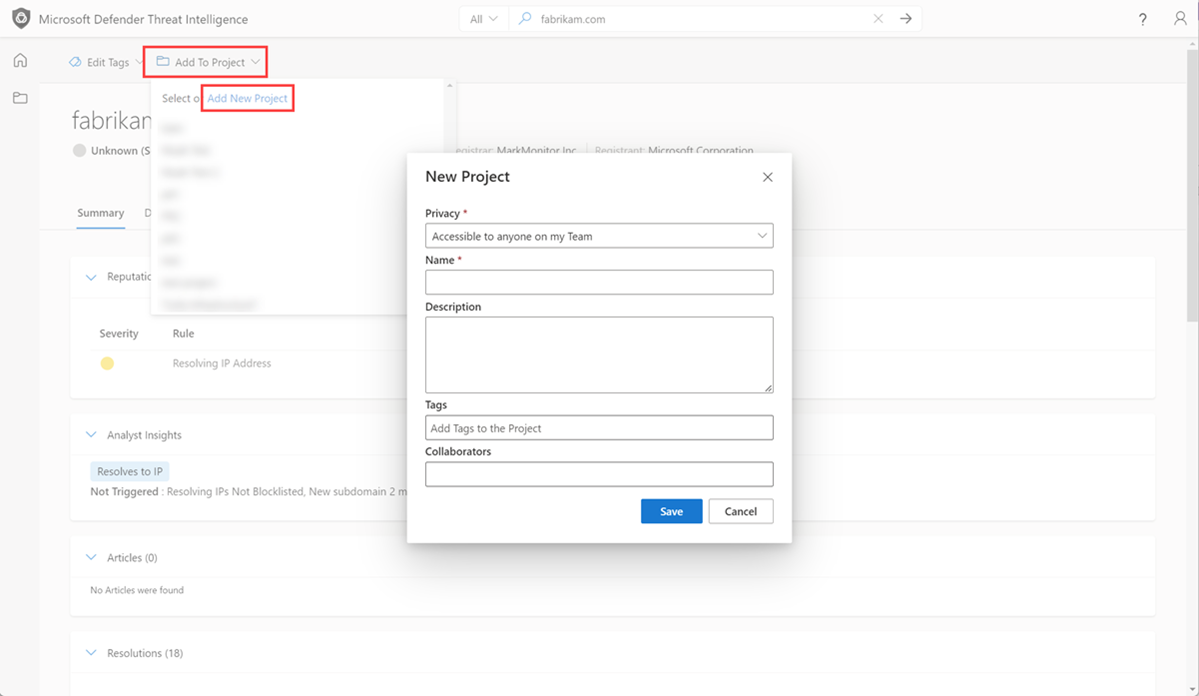 Microsoft Defender Threat Intelligence
All
fabrikam.com
?
Edit Tags
Add To Project
Select o
Add New Project
fabrikam
Unknown (S
Registrar: MarkMonitor Inc.
Registrant: Microsoft Corporation
Summary
D
Reputatio
Severity Rule
Resolving IP Address
Analyst Insights
Resolves to IP
Not Triggered : Resolving IPs Not Blocklisted, New subdomain 2 m
Articles (0)
No Articles were found
Resolutions (18)
New Project
Privacy *
Accessible to anyone on my Team
Name *
Description
Tags
Add Tags to the Project
Collaborators
Save Cancel